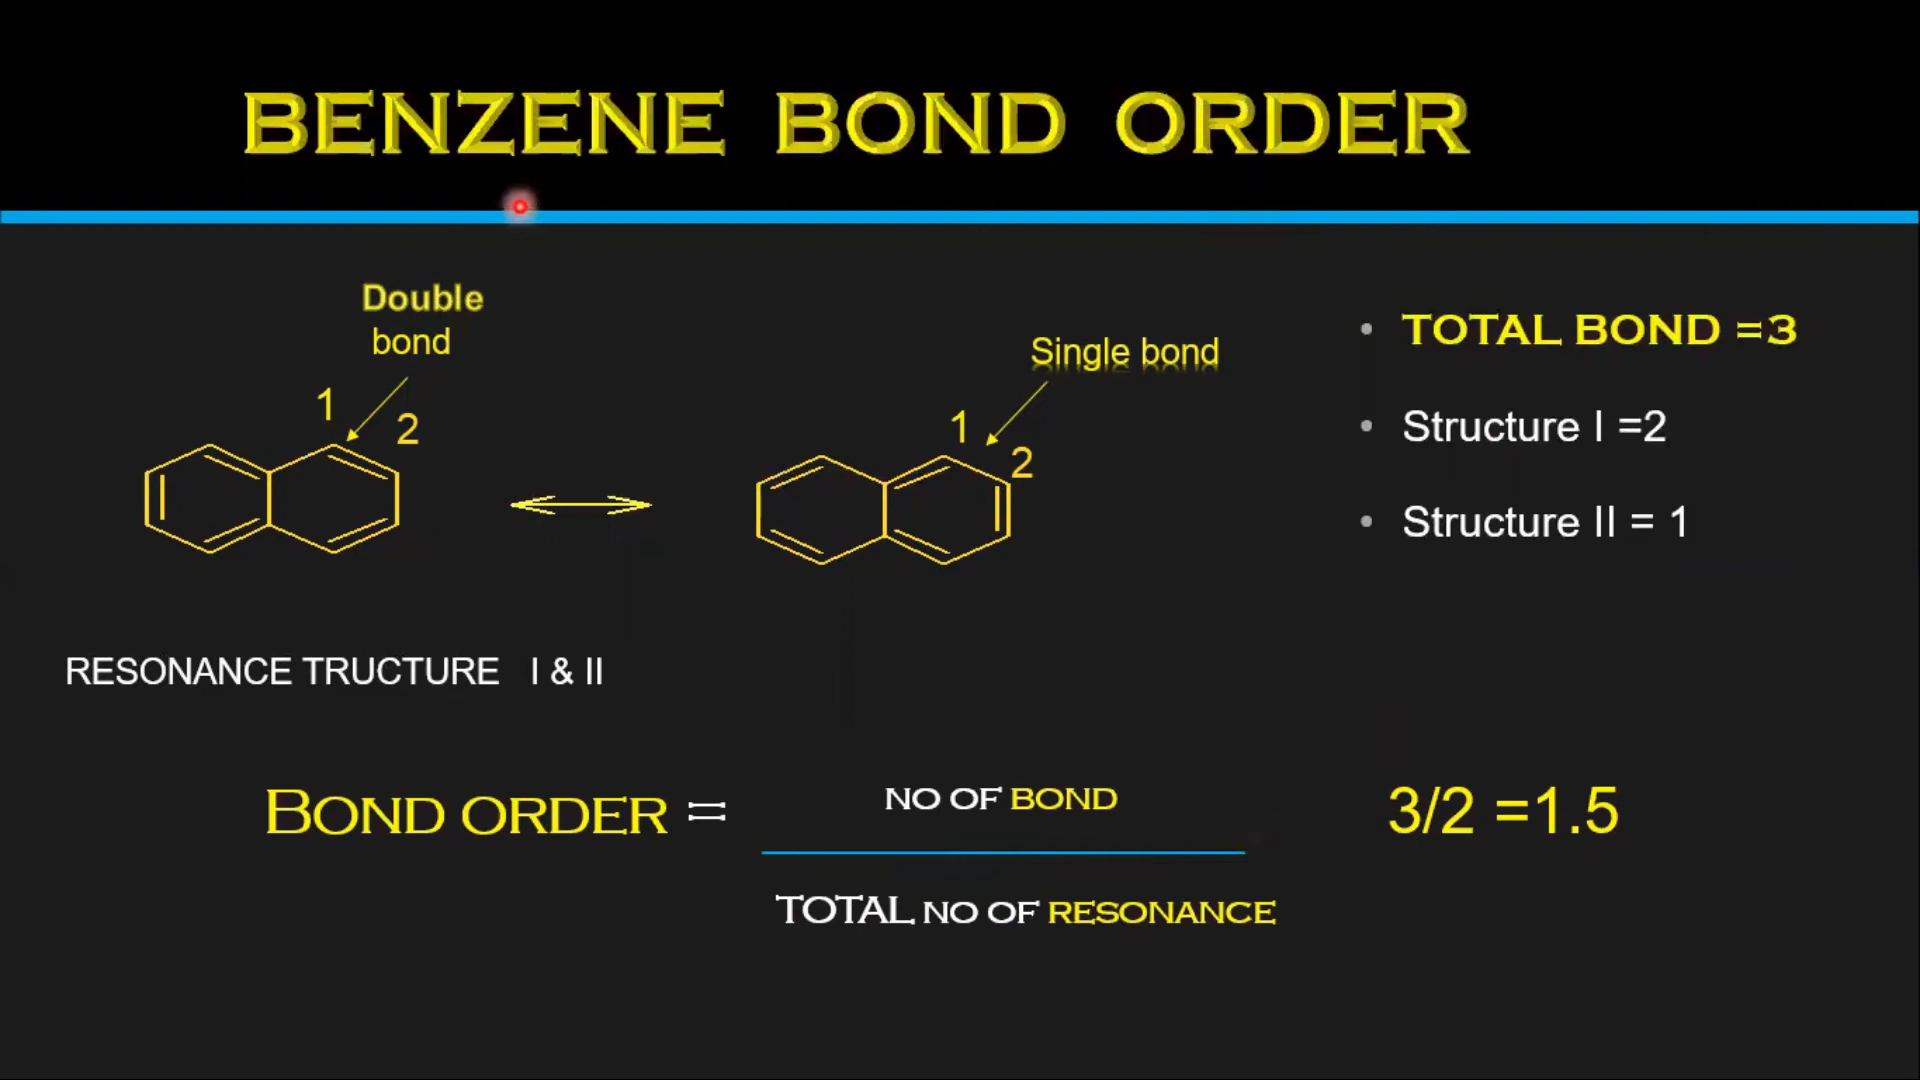 BENZENE BOND ORDER
Double
bond
1
2
Single bond
1
2
• TOTAL BOND =3
• Structure I =2
• Structure II = 1
RESONANCE TRUCTURE I & II
BOND ORDER =
NO OF BOND
TOTAL NO OF RESONANCE
3/2 =1.5